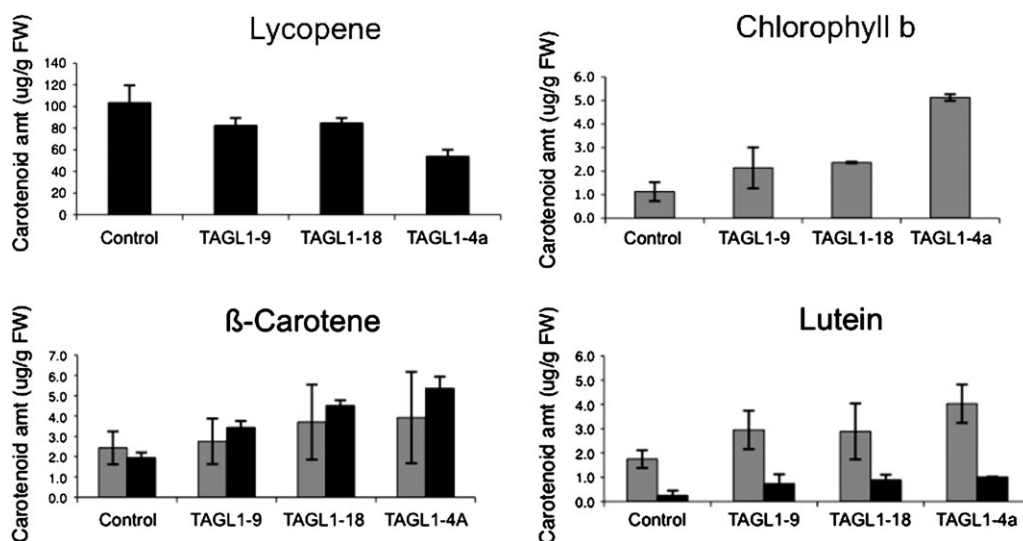 Lycopene
Carotenoid amt (ug/g FW)
140
120
100
80
60
40
20
0
Control TAGL1-9 TAGL1-18 TAGL1-4a
Chlorophyll b
Carotenoid amt (ug/g FW)
6.0
5.0
4.0
3.0
2.0
1.0
0.0
Control TAGL1-9 TAGL1-18 TAGL1-4a
ß-Carotene
Carotenoid amt (ug/g FW)
7.0
6.0
5.0
4.0
3.0
2.0
1.0
0.0
Control TAGL1-9 TAGL1-18 TAGL1-4A
Lutein
Carotenoid amt (ug/g FW)
6.0
5.0
4.0
3.0
2.0
1.0
0.0
Control TAGL1-9 TAGL1-18 TAGL1-4a